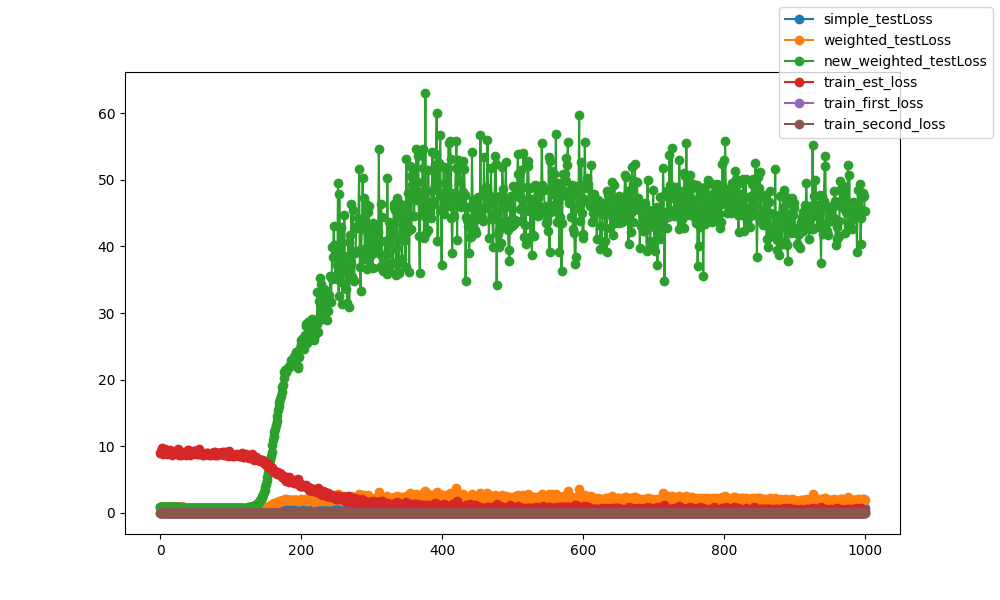 simple_testLoss
weighted_testLoss
new_weighted_testLoss
train_est_loss
train_first_loss
train_second_loss
60
50
40
30
20
10
0
0 200 400 600 800 1000